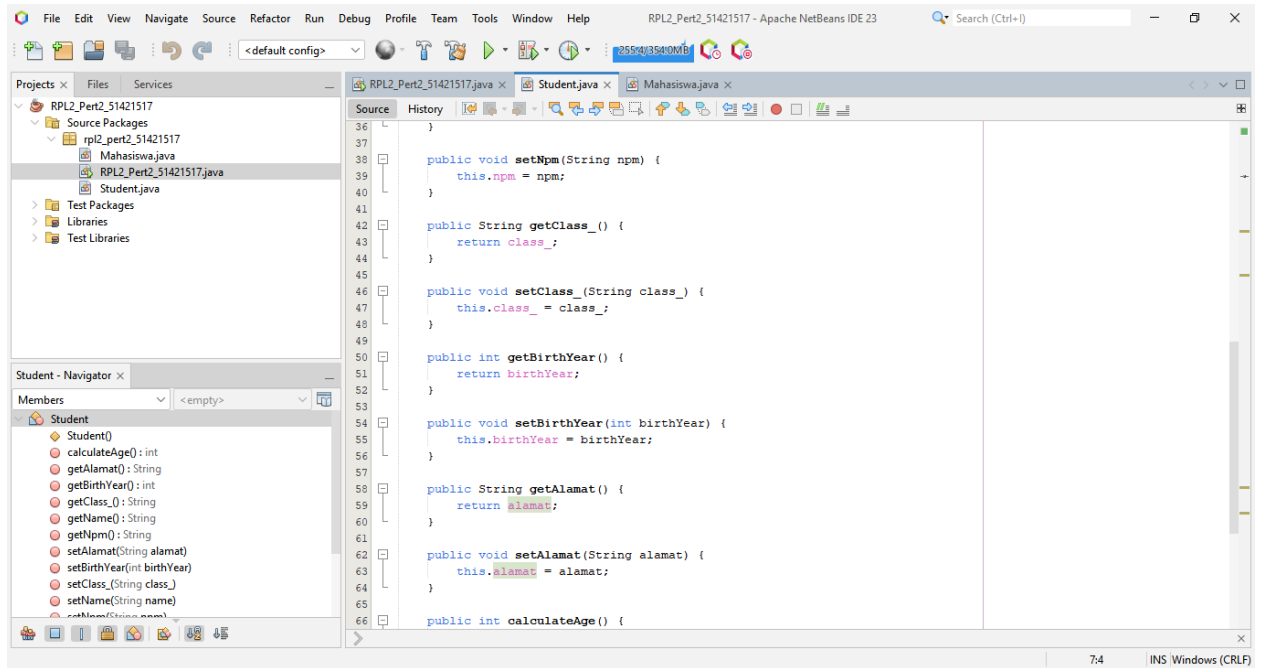 File Edit View Navigate Source Refactor Run Debug Profile Team Tools Window Help RPL2_Pert2_51421517 - Apache NetBeans IDE 23 Search (Ctrl+I)
<default config> 255.4/354.0MB
Projects Files Services
RPL2_Pert2_51421517
Source Packages
rpl2_pert2_51421517
Mahasiswa.java
RPL2_Pert2_51421517.java
Student.java
Test Packages
Libraries
Test Libraries
Student - Navigator
Members <empty>
Student
Student()
calculateAge() : int
getAlamat() : String
getBirthYear() : int
getClass_() : String
getName() : String
getNpm() : String
setAlamat(String alamat)
setBirthYear(int birthYear)
setClass_(String class_)
setName(String name)
setNpm(String npm)
RPL2_Pert2_51421517.java Student.java Mahasiswa.java
Source History
36 }
37
38 public void setNpm(String npm) {
39 this.npm = npm;
40 }
41
42 public String getClass_() {
43 return class_;
44 }
45
46 public void setClass_(String class_) {
47 this.class_ = class_;
48 }
49
50 public int getBirthYear() {
51 return birthYear;
52 }
53
54 public void setBirthYear(int birthYear) {
55 this.birthYear = birthYear;
56 }
57
58 public String getAlamat() {
59 return alamat;
60 }
61
62 public void setAlamat(String alamat) {
63 this.alamat = alamat;
64 }
65
66 public int calculateAge() {
7:4 INS Windows (CRLF)